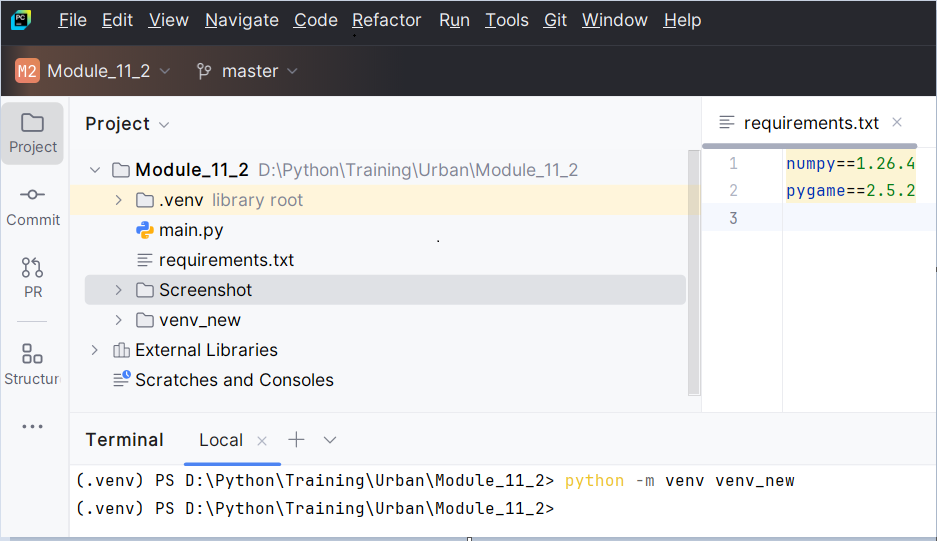 PC
File Edit View Navigate Code Refactor Run Tools Git Window Help
M2 Module_11_2 master
Project
Commit
PR
Structur
Project
Module_11_2 D:\Python\Training\Urban\Module_11_2
.venv library root
main.py
requirements.txt
Screenshot
venv_new
External Libraries
Scratches and Consoles
requirements.txt
1 numpy==1.26.4
2 pygame==2.5.2
3
Terminal Local
(.venv) PS D:\Python\Training\Urban\Module_11_2> python -m venv venv_new
(.venv) PS D:\Python\Training\Urban\Module_11_2>